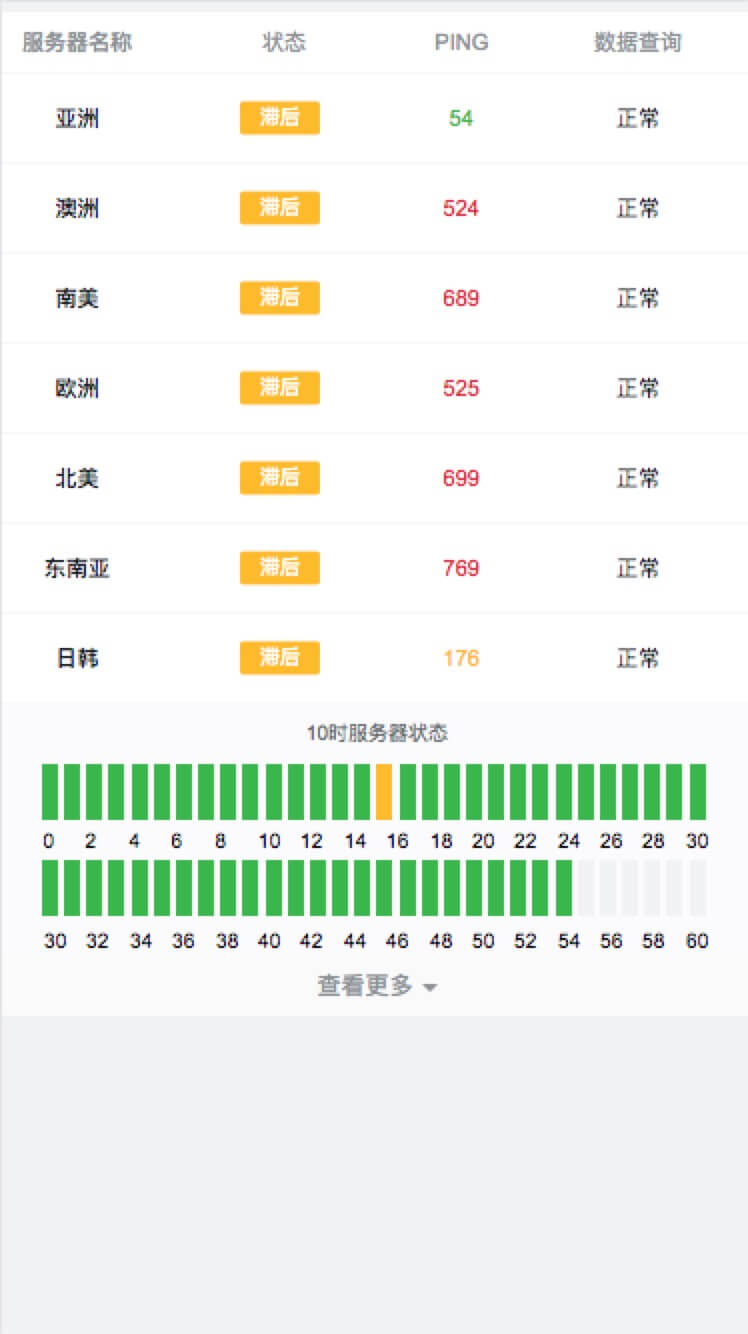 服务器名称 状态 PING 数据查询
亚洲 滞后 54 正常
澳洲 滞后 524 正常
南美 滞后 689 正常
欧洲 滞后 525 正常
北美 滞后 699 正常
东南亚 滞后 769 正常
日韩 滞后 176 正常
10时服务器状态
0 2 4 6 8 10 12 14 16 18 20 22 24 26 28 30
30 32 34 36 38 40 42 44 46 48 50 52 54 56 58 60
查看更多